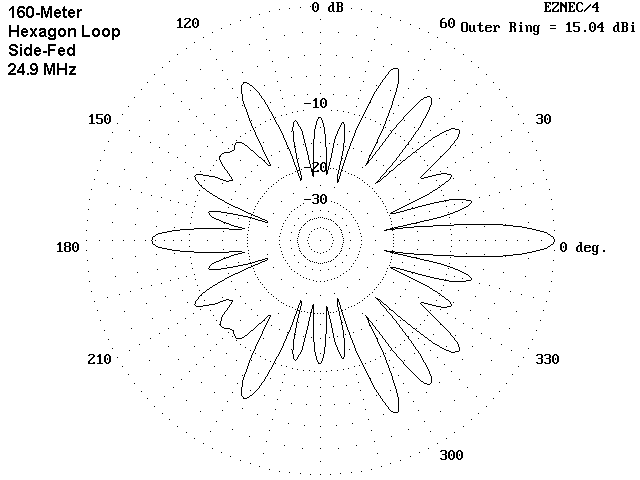 160-Meter
Hexagon Loop
Side-Fed
24.9 MHz
0 dB
EZNEC/4
Outer Ring = 15.04 dBi
120
60
-10
150
30
-20
-30
180
0 deg.
210
330
300